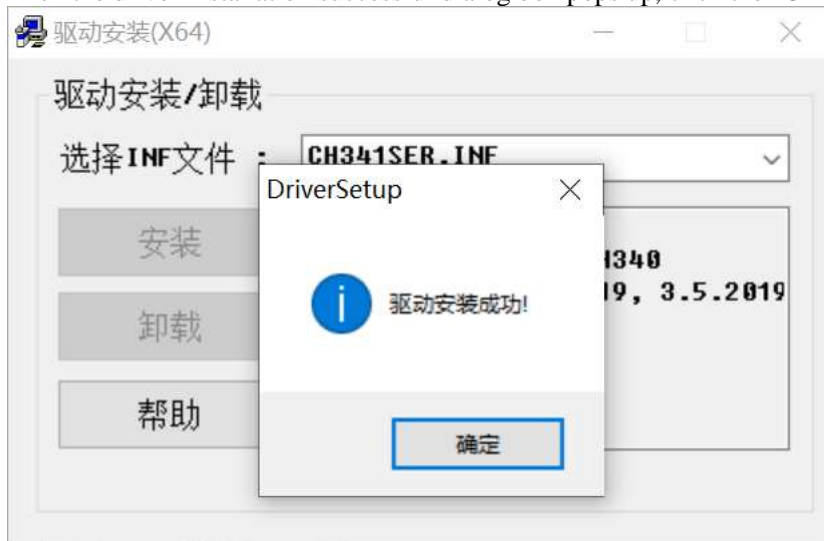 驱动安装(X64)
驱动安装/卸载
选择INF文件 :
CH341SER.INF
DriverSetup
安装
卸载
帮助
驱动安装成功!
确定
H340
19, 3.5.2019